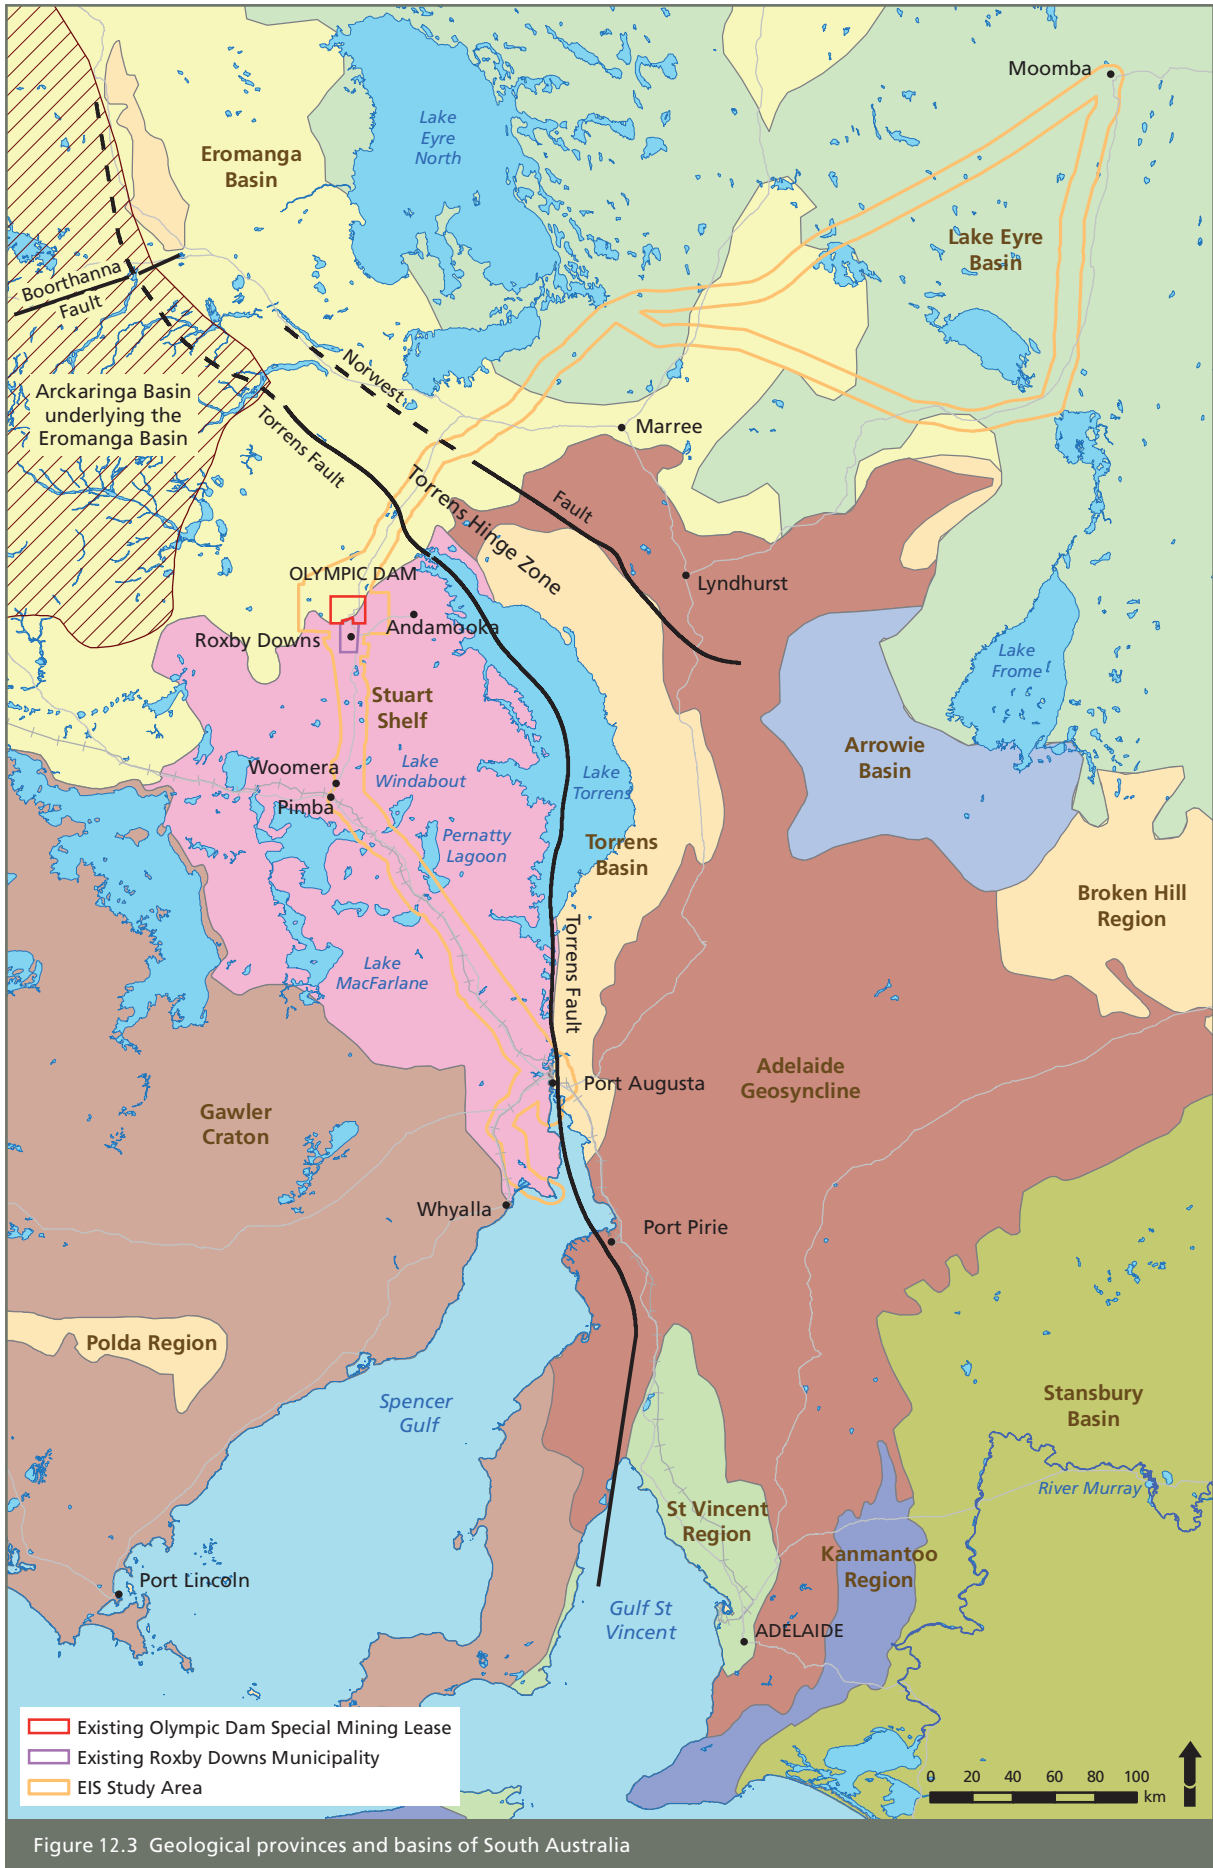 Moomba
Lake
Eyre
North
Eromanga
Basin
Lake Eyre
Basin
Boorthanna
Fault
Norwest
Fault
Arckaringa Basin
underlying the
Eromanga Basin
Torrens Fault
Marree
Torrens Hinge Zone
OLYMPIC DAM
Lyndhurst
Andamooka
Roxby Downs
Lake
Frome
Stuart
Shelf
Arrowie
Basin
Woomera
Lake
Windabout
Lake
Torrens
Pimba
Pernatty
Lagoon
Torrens
Basin
Broken Hill
Region
Torrens Fault
Lake
MacFarlane
Adelaide
Geosyncline
Port Augusta
Gawler
Craton
Whyalla
Port Pirie
Polda Region
Spencer
Gulf
Stansbury
Basin
River Murray
St Vincent
Region
Kanmantoo
Region
Port Lincoln
Gulf St
Vincent
ADELAIDE
Existing Olympic Dam Special Mining Lease
Existing Roxby Downs Municipality
EIS Study Area
0 20 40 60 80 100
km
Figure 12.3 Geological provinces and basins of South Australia